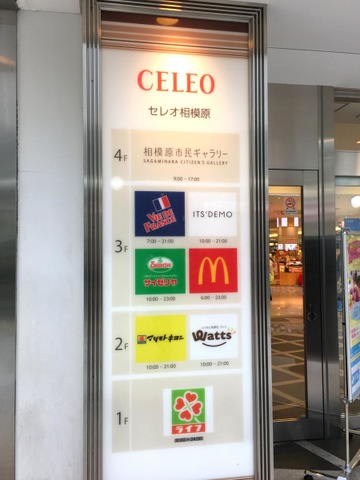 CELEO
セレオ相模原
4F
相模原市民ギャラリー
SAGAMIHARA CITIZEN'S GALLERY
9:00 - 17:00
3F
VIE DE FRANCE
ITS'DEMO
7:00 - 21:00
10:00 - 21:00
サイゼリヤ
M
10:00 - 23:00
6:00 - 23:00
2F
マツモトキヨシ
Watts
10:00 - 21:00
10:00 - 21:00
1F
ライフ